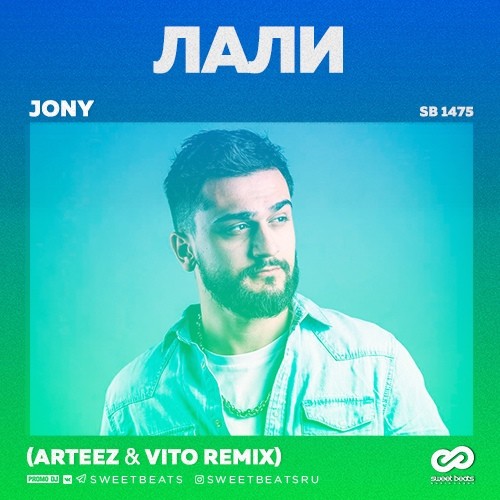 ЛАЛИ
JONY
SB 1475
(ARTEEZ & VITO REMIX)
PROMO DJ SWEETBEATS SWEETBEATSRU
sweet beats